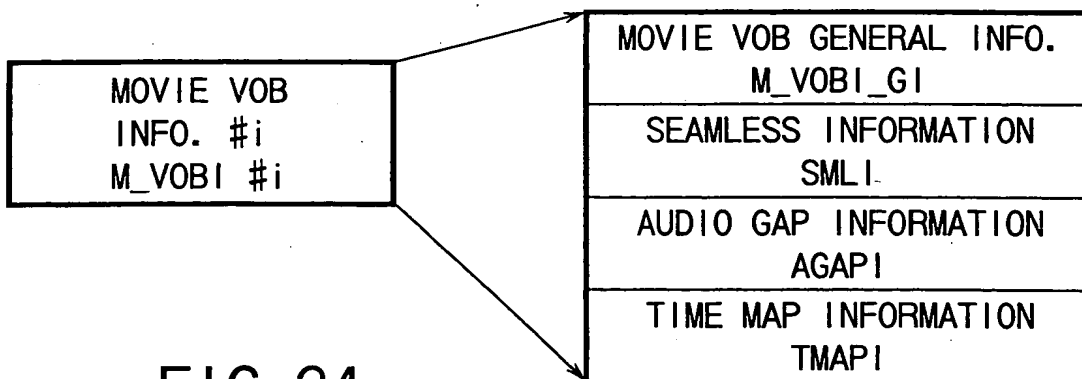 MOVIE VOB
INFO. #i
M_VOBI #i
MOVIE VOB GENERAL INFO.
M_VOBI_GI
SEAMLESS INFORMATION
SMLI
AUDIO GAP INFORMATION
AGAPI
TIME MAP INFORMATION
TMAPI